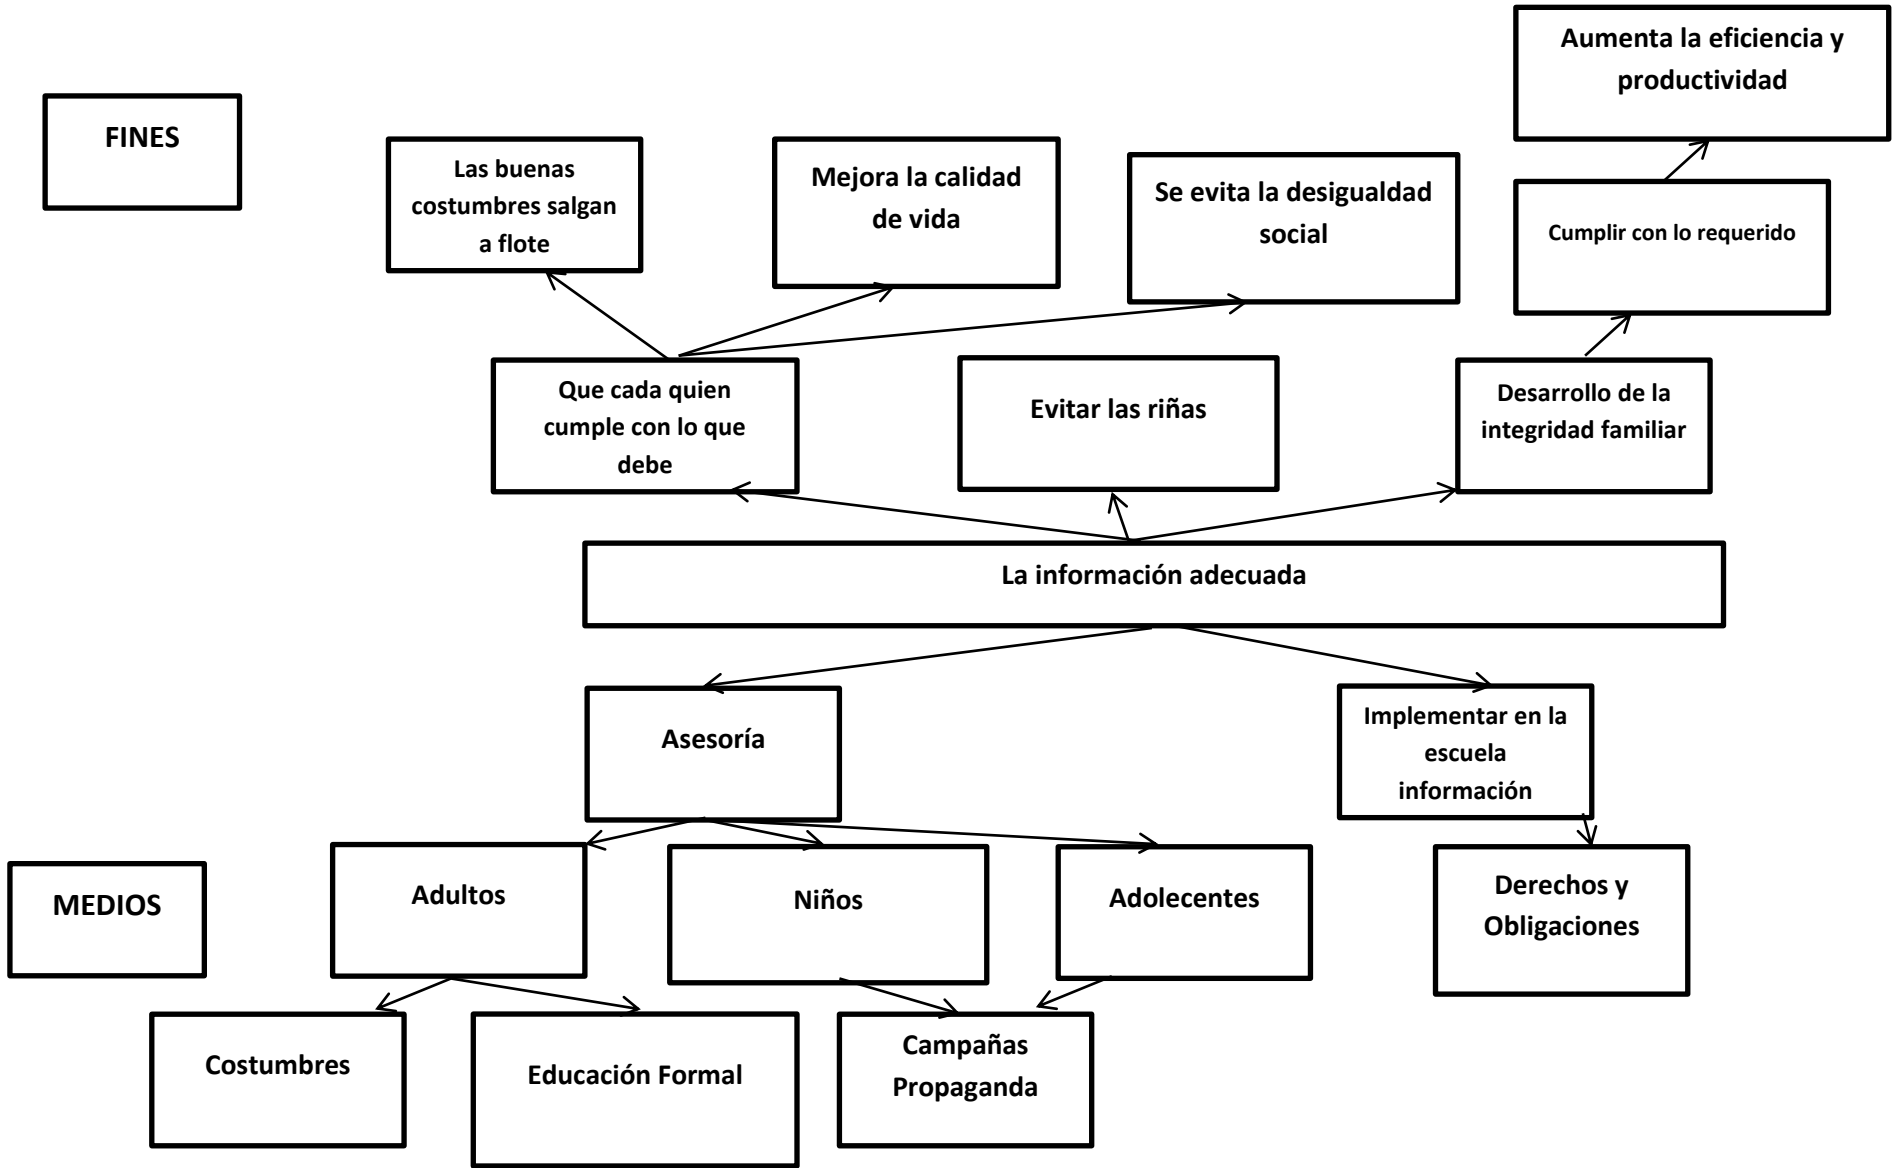 Aumenta la eficiencia y
productividad
FINES
Las buenas
costumbres salgan
a flote
Mejora la calidad
de vida
Se evita la desigualdad
social
Cumplir con lo requerido
Que cada quien
cumple con lo que
debe
Evitar las riñas
Desarrollo de la
integridad familiar
La información adecuada
Asesoría
Implementar en la
escuela
información
MEDIOS
Adultos
Niños
Adolecentes
Derechos y
Obligaciones
Costumbres
Educación Formal
Campañas
Propaganda